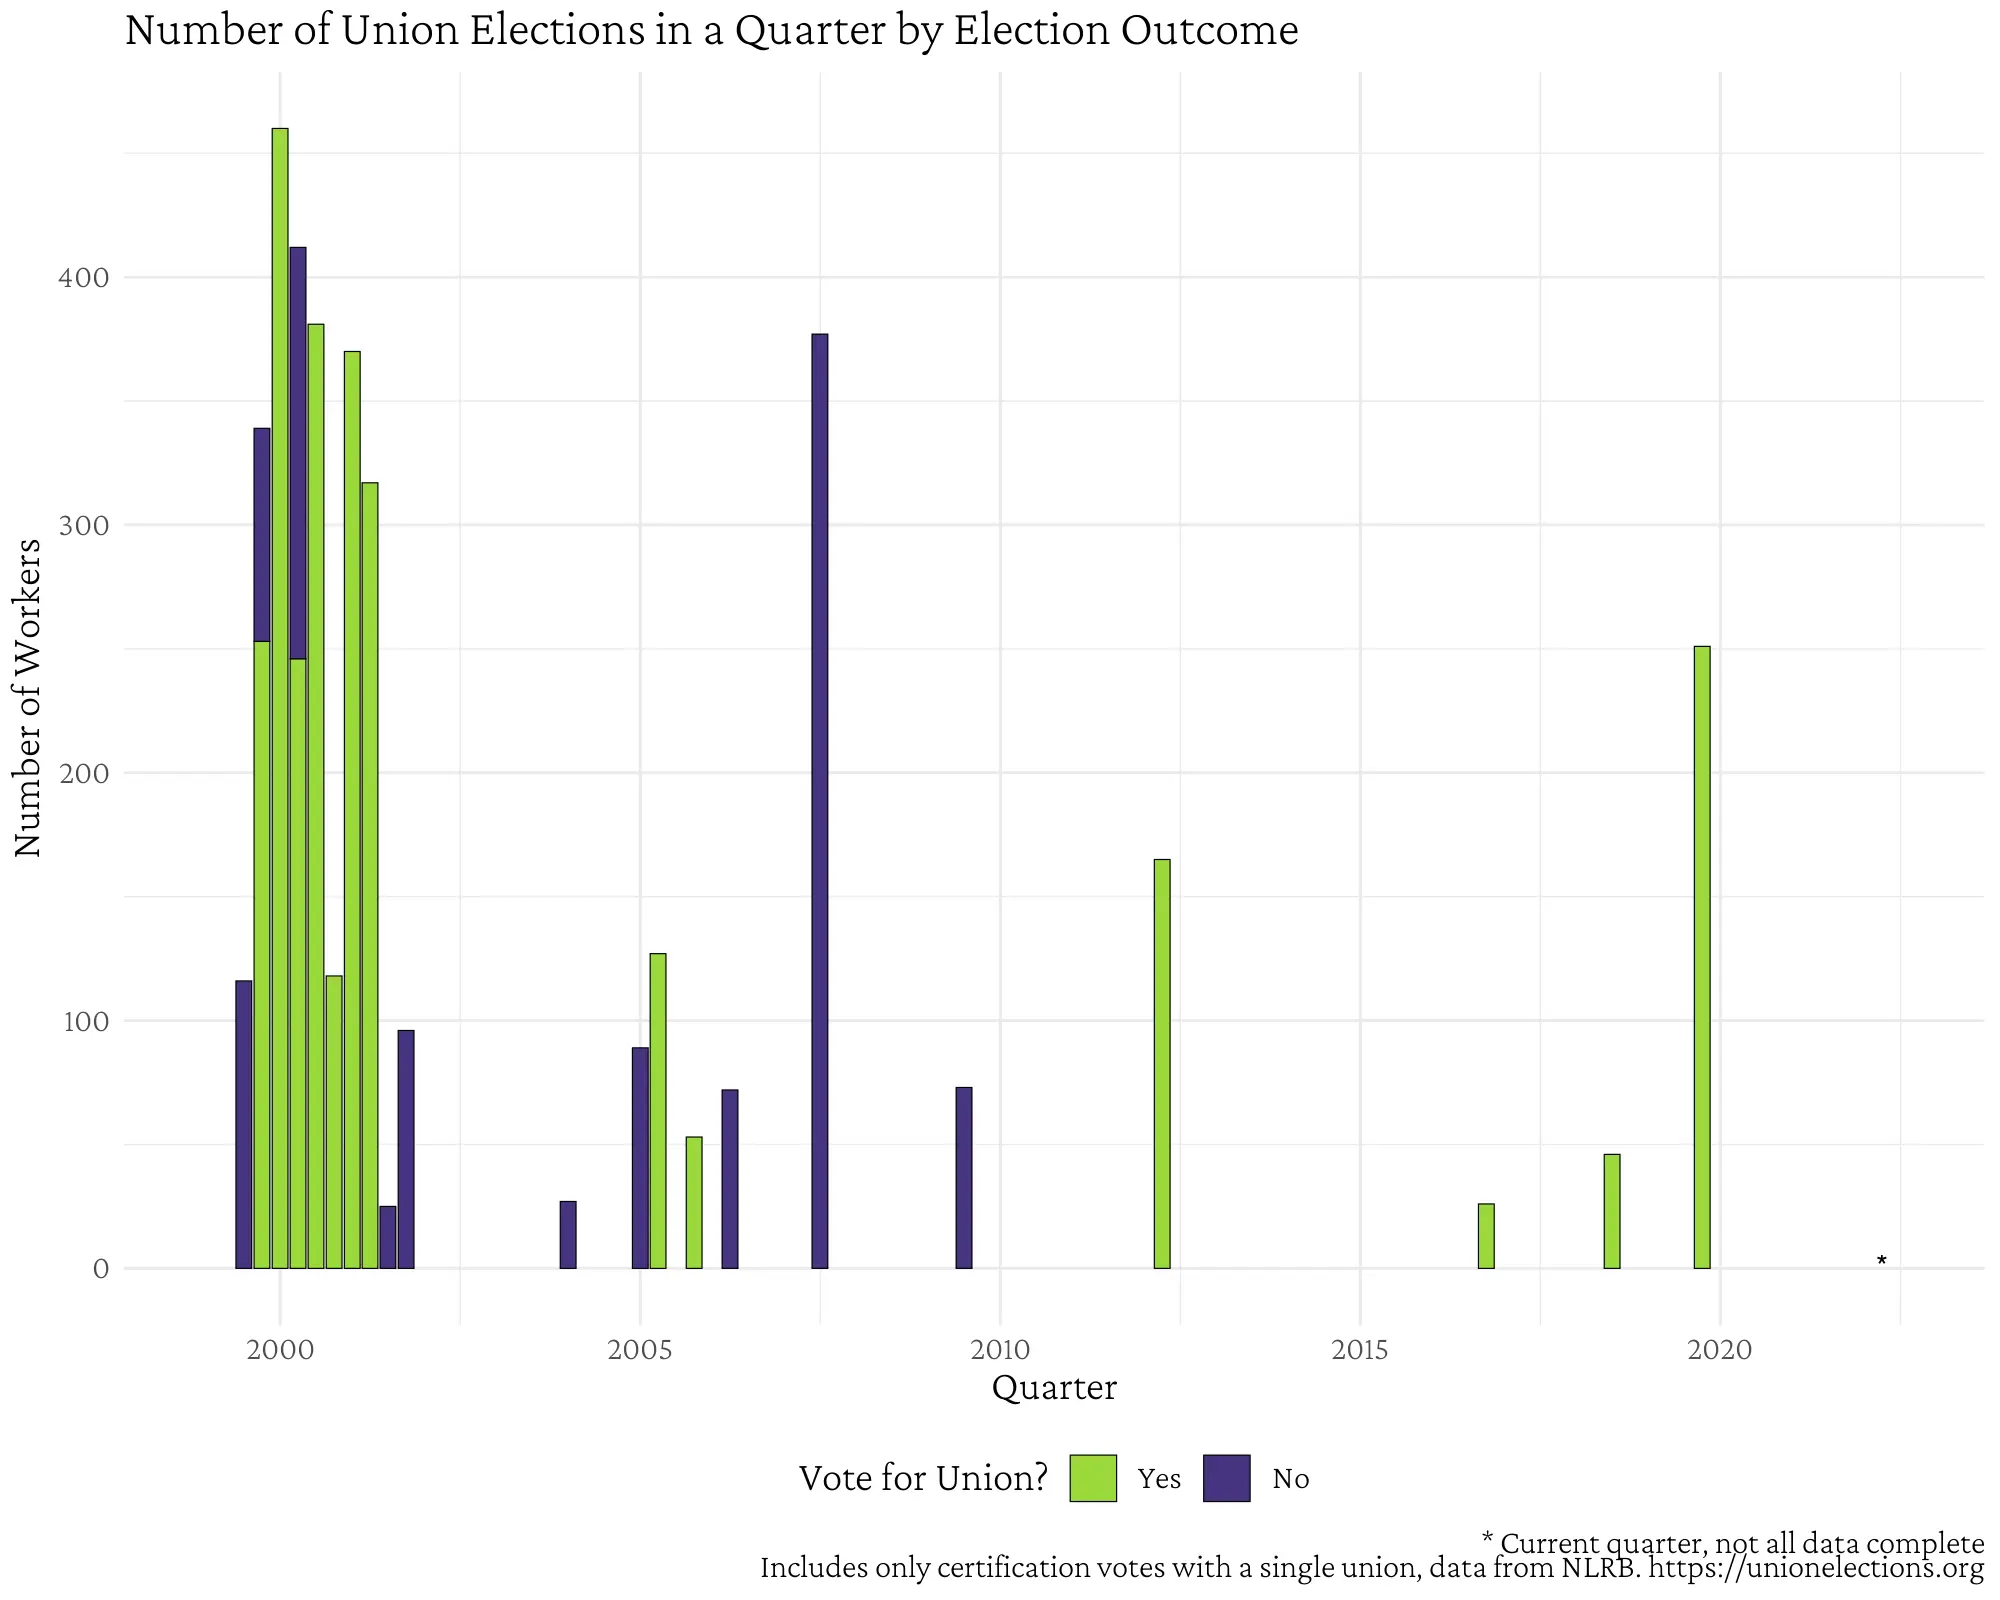 Number of Union Elections in a Quarter by Election Outcome
Number of Workers
400
300
200
100
0
*
2000 2005 2010 2015 2020
Quarter
Vote for Union? Yes No
* Current quarter, not all data complete
Includes only certification votes with a single union, data from NLRB. https://unionelections.org